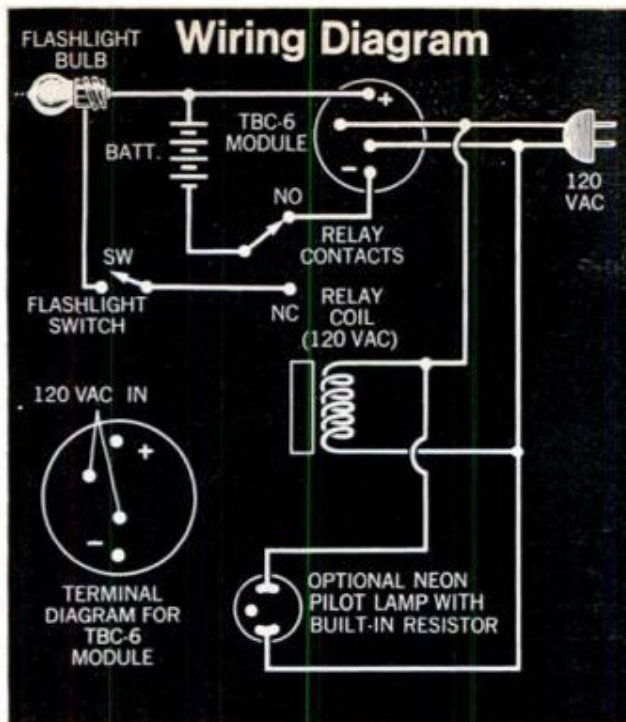 Wiring Diagram
FLASHLIGHT
BULB
+
TBC-6
MODULE
BATT.
–
120
VAC
NO
RELAY
CONTACTS
SW
FLASHLIGHT
SWITCH
NC
RELAY
COIL
(120 VAC)
120 VAC IN
+
–
TERMINAL
DIAGRAM FOR
TBC-6
MODULE
OPTIONAL NEON
PILOT LAMP WITH
BUILT-IN RESISTOR